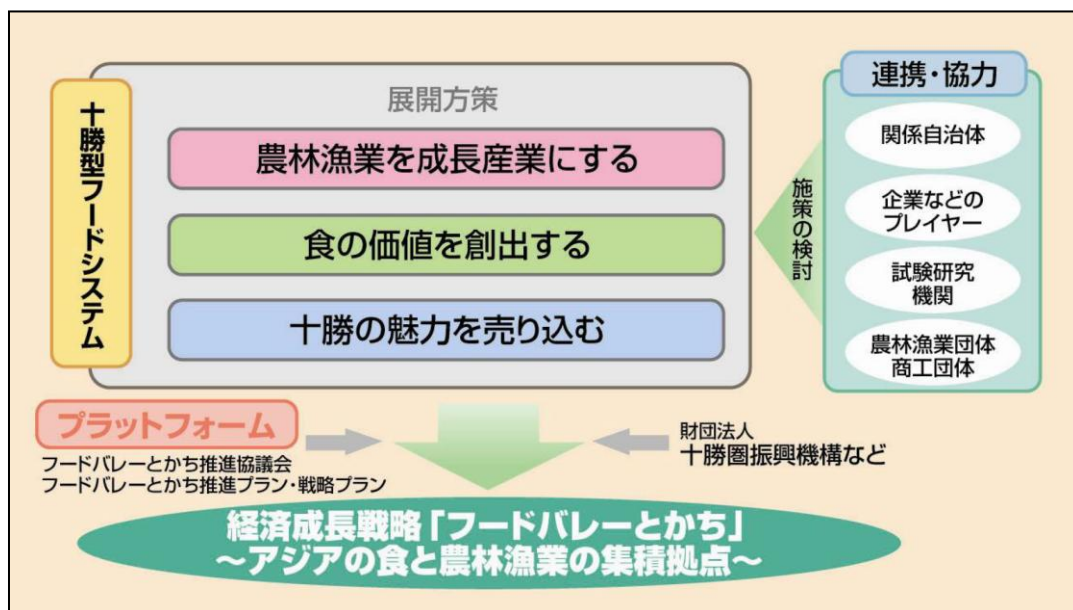 十勝型フードシステム
展開方策
農林漁業を成長産業にする
食の価値を創出する
十勝の魅力を売り込む
施策の検討
連携・協力
関係自治体
企業などの
プレイヤー
試験研究
機関
農林漁業団体
商工団体
プラットフォーム
フードバレーとかち推進協議会
フードバレーとかち推進プラン・戦略プラン
財団法人
十勝圏振興機構など
経済成長戦略「フードバレーとかち」
～アジアの食と農林漁業の集積拠点～